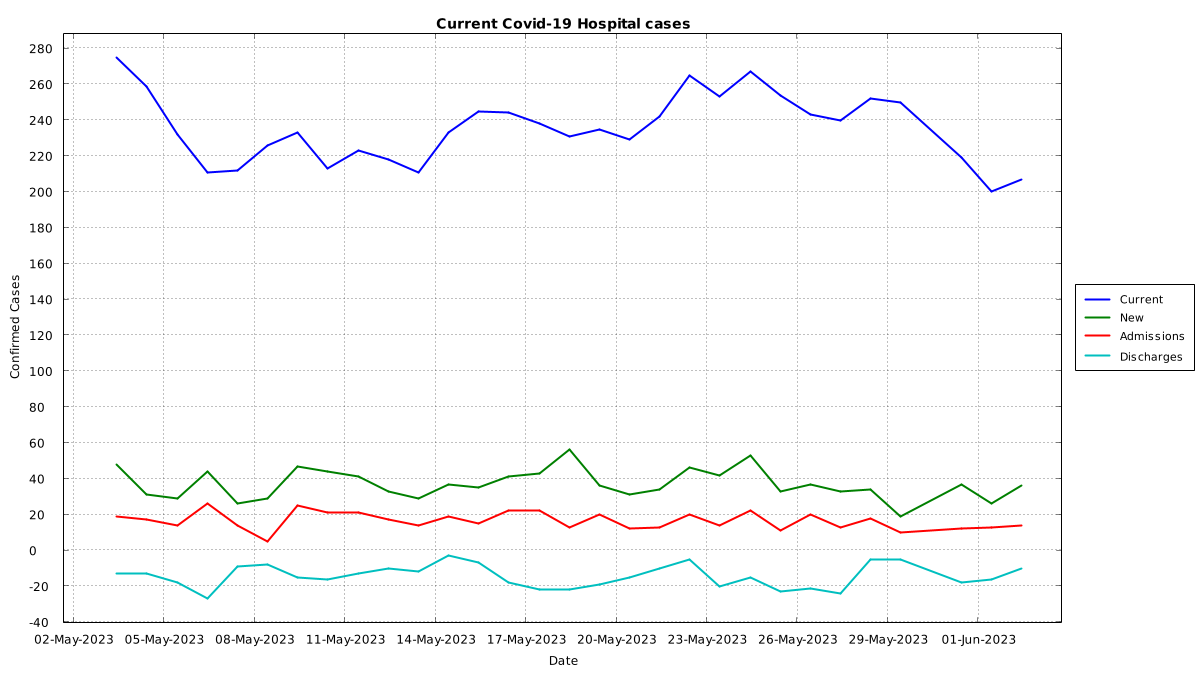 Current Covid-19 Hospital cases
280
260
240
220
200
180
160
140
120
100
80
60
40
20
0
-20
-40
Confirmed Cases
02-May-2023 05-May-2023 08-May-2023 11-May-2023 14-May-2023 17-May-2023 20-May-2023 23-May-2023 26-May-2023 29-May-2023 01-Jun-2023
Date
Current
New
Admissions
Discharges